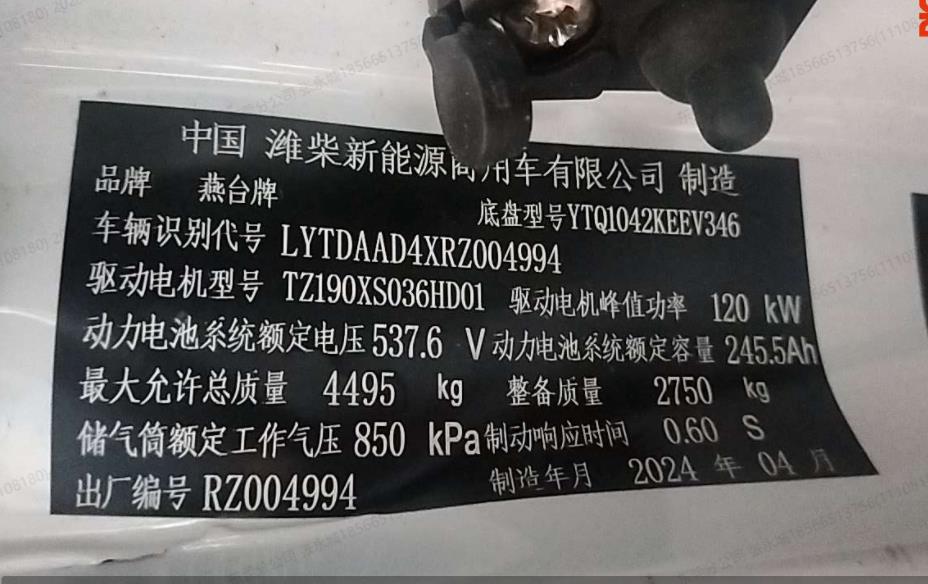 中国 潍柴新能源商用车有限公司 制造
品牌 燕台牌 底盘型号YTQ1042KEEV346
车辆识别代号 LYTDAAD4XRZ004994
驱动电机型号 TZ190XS036HD01 驱动电机峰值功率 120 kW
动力电池系统额定电压 537.6 V 动力电池系统额定容量 245.5Ah
最大允许总质量 4495 kg 整备质量 2750 kg
储气筒额定工作气压 850 kPa 制动响应时间 0.60 S
出厂编号 RZ004994 制造年月 2024 年 04 月